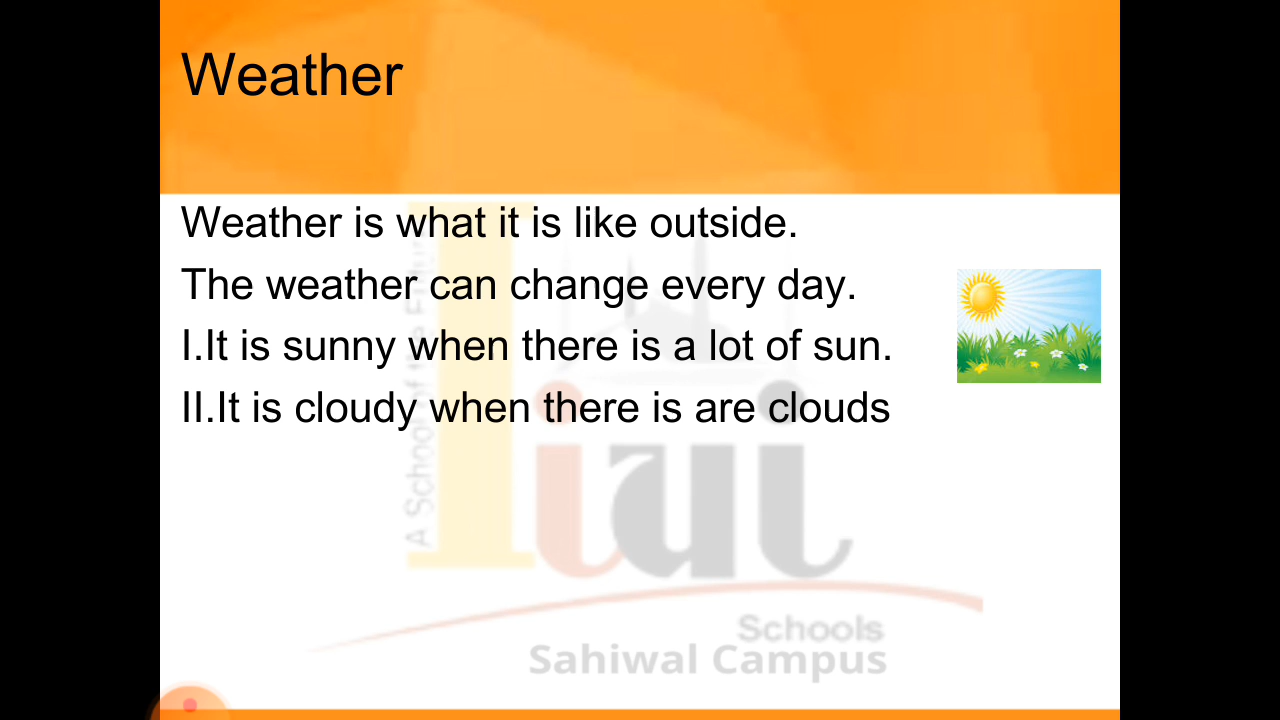 Weather
Weather is what it is like outside.
The weather can change every day.
I.It is sunny when there is a lot of sun.
II.It is cloudy when there is are clouds
A School of the Future
Iiui
Schools
Sahiwal Campus